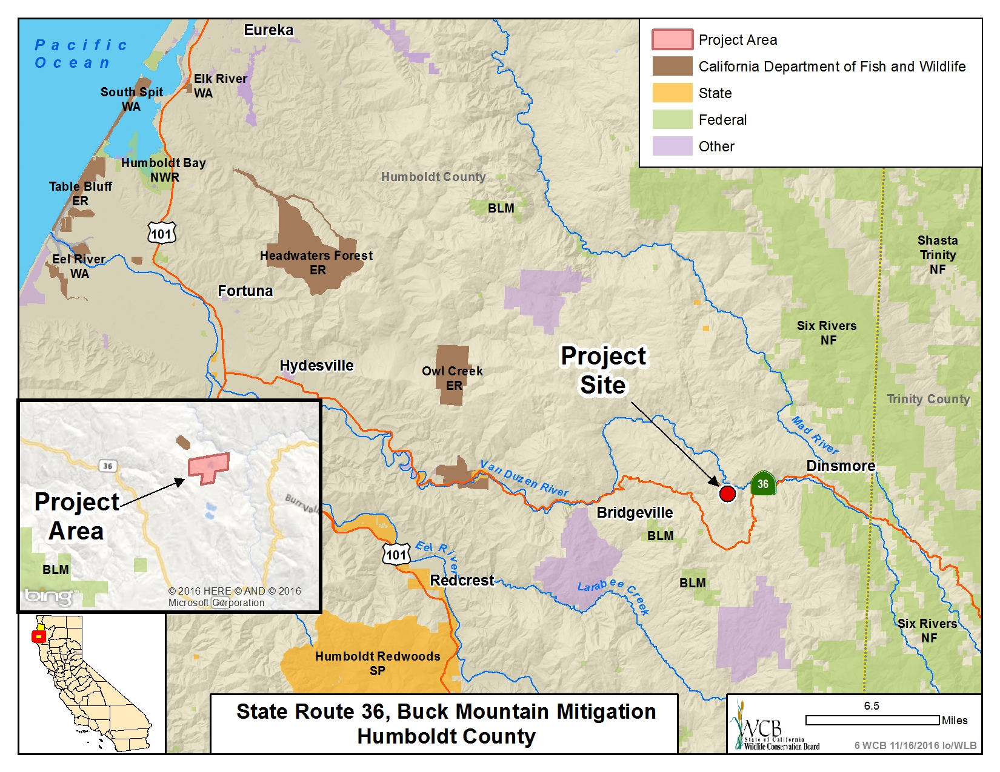 Pacific
Ocean
Eureka
Elk River
WA
South Spit
WA
Humboldt Bay
NWR
Table Bluff
ER
101
Eel River
WA
Headwaters Forest
ER
Fortuna
Humboldt County
BLM
Project Area
California Department of Fish and Wildlife
State
Federal
Other
Shasta
Trinity
NF
Six Rivers
NF
Hydesville
Owl Creek
ER
Project
Site
Trinity County
Mad River
Dinsmore
36
Van Duzen River
Bridgeville
BLM
BLM
101
Eel River
Redcrest
Larabee Creek
Six Rivers
NF
Humboldt Redwoods
SP
36
Project
Area
BLM
bing
© 2016 HERE © AND © 2016
Microsoft Corporation
State Route 36, Buck Mountain Mitigation
Humboldt County
WCB
State of California
Wildlife Conservation Board
6.5
Miles
6 WCB 11/16/2016 lo/WLB